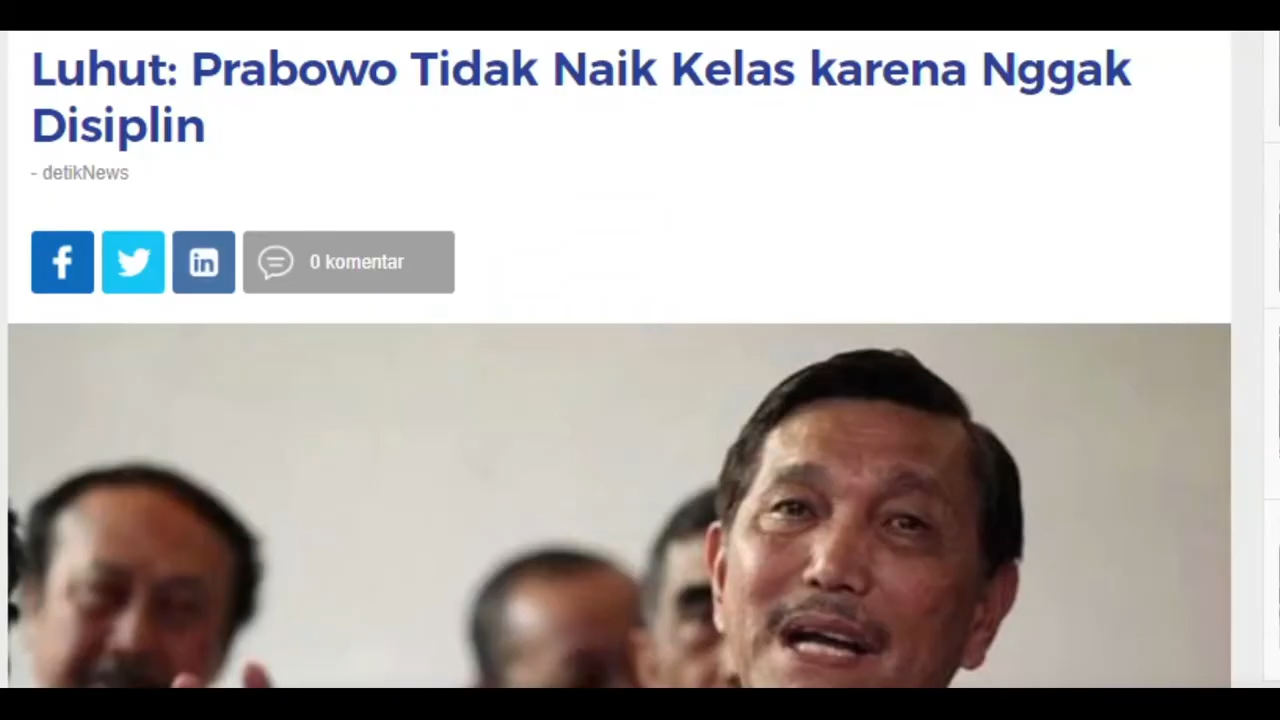 Luhut: Prabowo Tidak Naik Kelas karena Nggak
Disiplin
- detikNews
0 komentar